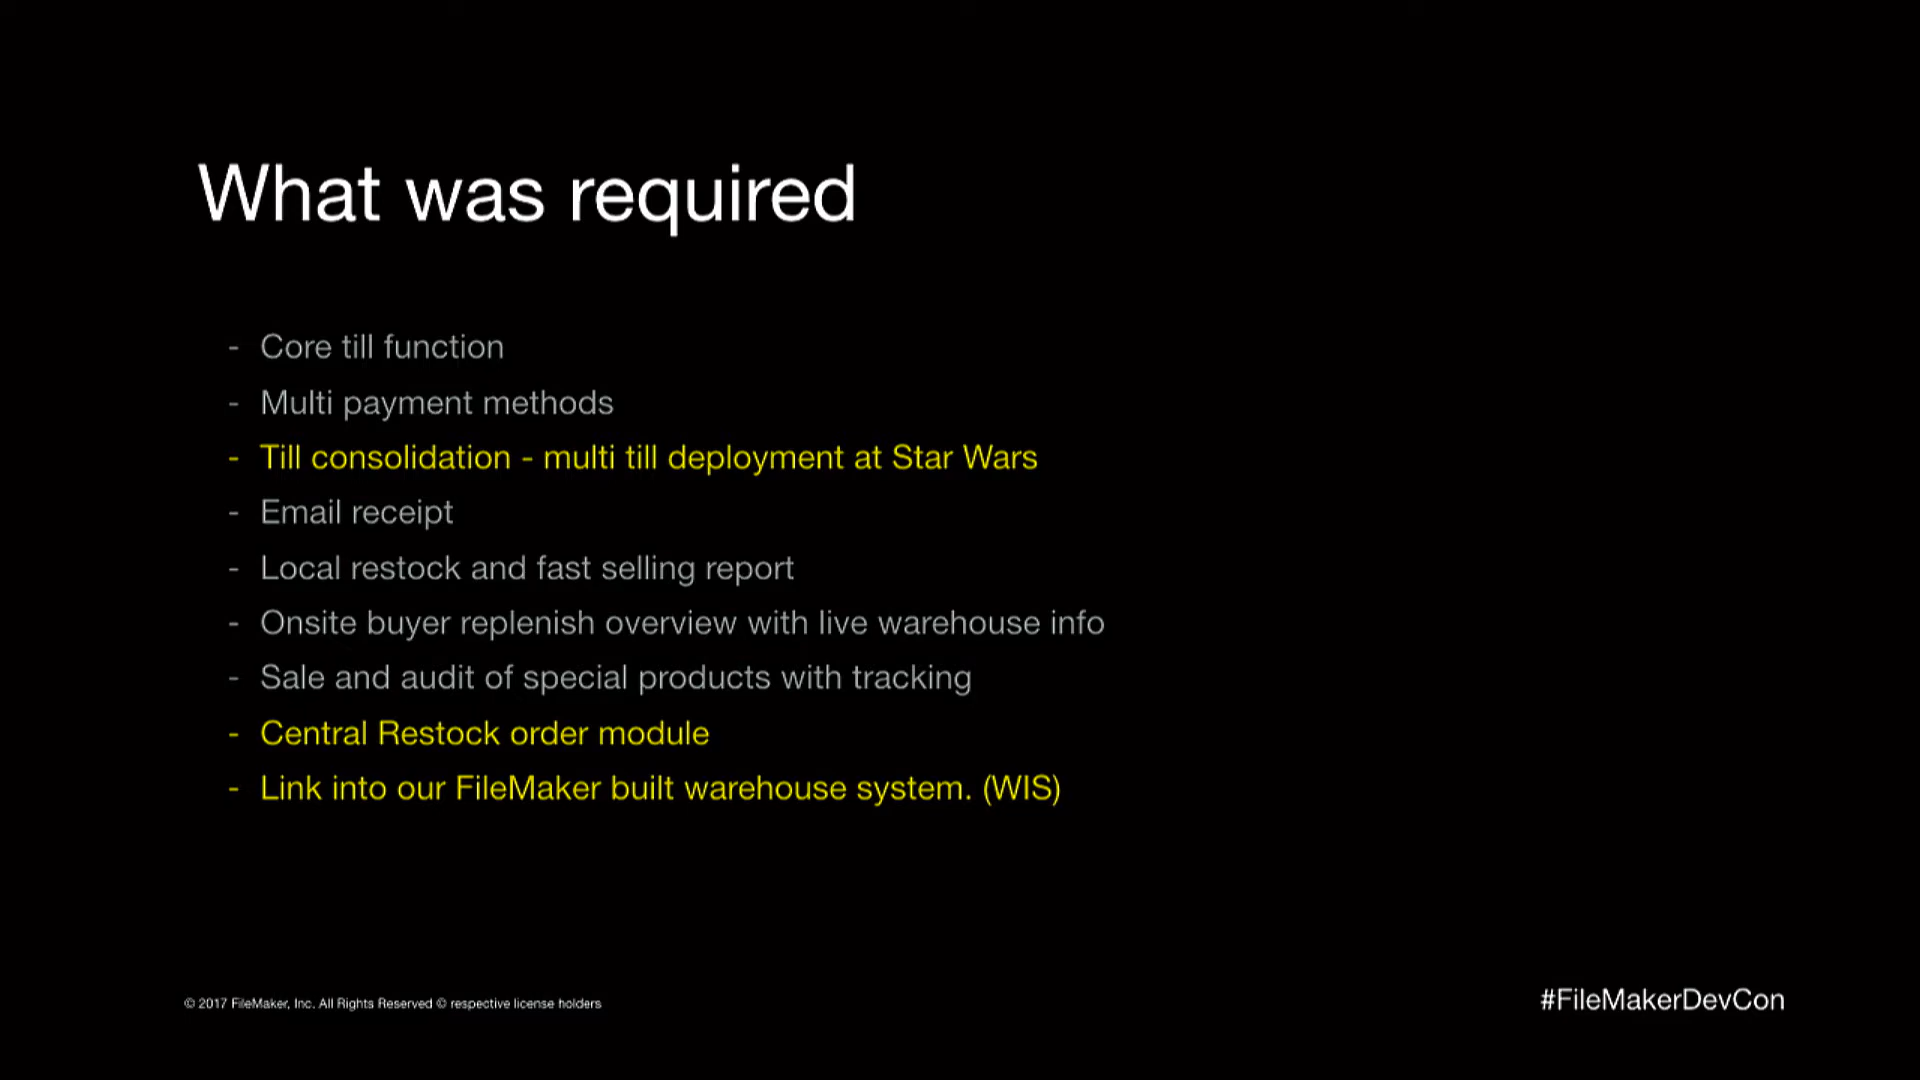 What was required
- Core till function
- Multi payment methods
- Till consolidation - multi till deployment at Star Wars
- Email receipt
- Local restock and fast selling report
- Onsite buyer replenish overview with live warehouse info
- Sale and audit of special products with tracking
- Central Restock order module
- Link into our FileMaker built warehouse system. (WIS)
© 2017 FileMaker, Inc. All Rights Reserved © respective license holders
#FileMakerDevCon